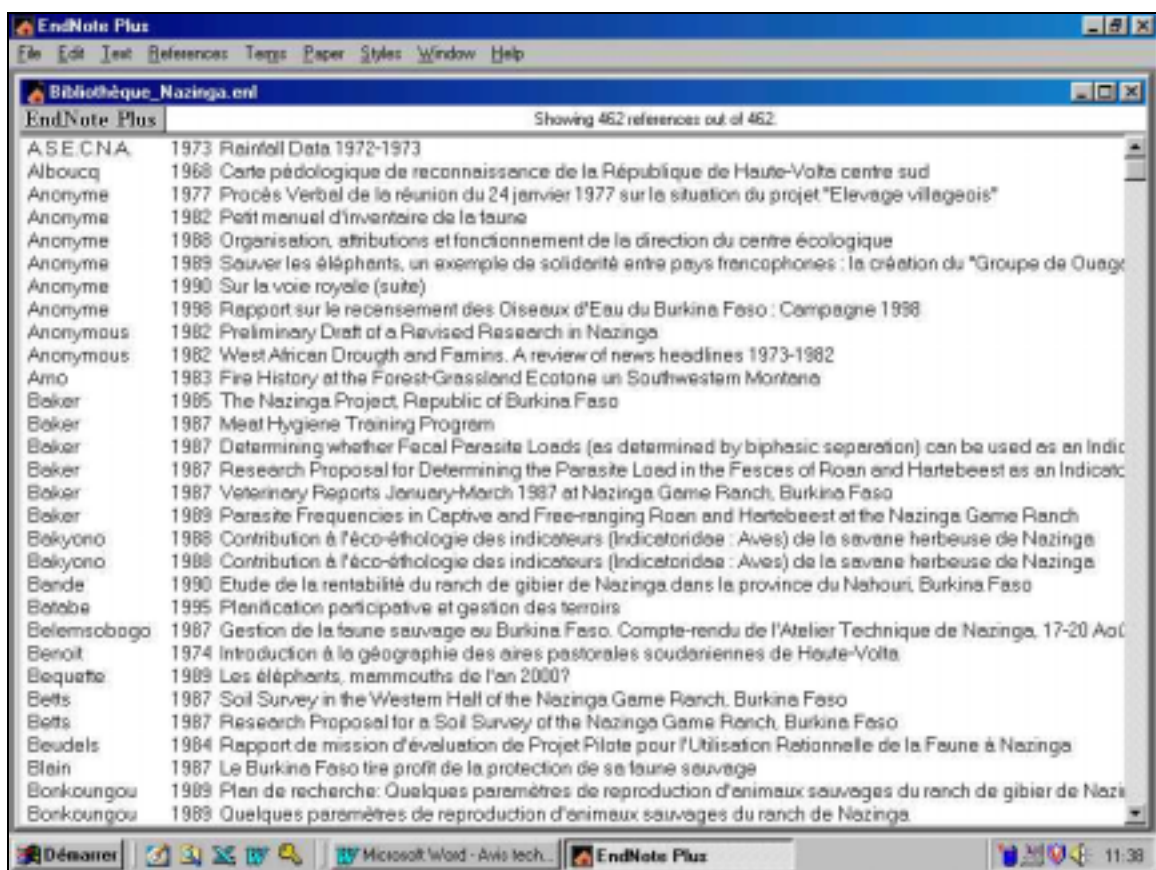 EndNote Plus
File Edit Text References Terms Paper Styles Window Help
Bibliothèque_Nazinga.enl
EndNote Plus Showing 462 references out of 462.
A.S.E.C.N.A. 1973 Rainfall Data 1972-1973
Alboucq 1968 Carte pédologique de reconnaissance de la République de Haute-Volta centre sud
Anonyme 1977 Procès Verbal de la réunion du 24 janvier 1977 sur la situation du projet "Elevage villageois"
Anonyme 1982 Petit manuel d'inventaire de la faune
Anonyme 1988 Organisation, attributions et fonctionnement de la direction du centre écologique
Anonyme 1989 Sauver les éléphants, un exemple de solidarité entre pays francophones : la création du "Groupe de Ouaga
Anonyme 1990 Sur la voie royale (suite)
Anonyme 1998 Rapport sur le recensement des Oiseaux d'Eau du Burkina Faso : Campagne 1998
Anonymous 1982 Preliminary Draft of a Revised Research in Nazinga
Anonymous 1982 West African Drougth and Famins. A review of news headlines 1973-1982
Arno 1983 Fire History at the Forest-Grassland Ecotone un Southwestern Montana
Baker 1985 The Nazinga Project, Republic of Burkina Faso
Baker 1987 Meat Hygiene Training Program
Baker 1987 Determining whether Fecal Parasite Loads (as determined by biphasic separation) can be used as an Indic
Baker 1987 Research Proposal for Determining the Parasite Load in the Fesces of Roan and Hartebeest as an Indicatc
Baker 1987 Veterinary Reports January-March 1987 at Nazinga Game Ranch, Burkina Faso
Baker 1989 Parasite Frequencies in Captive and Free-ranging Roan and Hartebeest at the Nazinga Game Ranch
Bakyono 1988 Contribution à l'éco-éthologie des indicateurs (Indicatoridae : Aves) de la savane herbeuse de Nazinga
Bakyono 1988 Contribution à l'éco-éthologie des indicateurs (Indicatoridae : Aves) de la savane herbeuse de Nazinga
Bande 1990 Etude de la rentabilité du ranch de gibier de Nazinga dans la province du Nahouri, Burkina Faso
Batabe 1995 Planification participative et gestion des terroirs
Belemsobogo 1987 Gestion de la faune sauvage au Burkina Faso. Compte-rendu de l'Atelier Technique de Nazinga, 17-20 Aoû
Benoit 1974 Introduction à la géographie des aires pastorales soudaniennes de Haute-Volta
Bequette 1989 Les éléphants, mammouths de l'an 2000?
Betts 1987 Soil Survey in the Western Half of the Nazinga Game Ranch, Burkina Faso
Betts 1987 Research Proposal for a Soil Survey of the Nazinga Game Ranch, Burkina Faso
Beudels 1984 Rapport de mission d'évaluation de Projet Pilote pour l'Utilisation Rationnelle de la Faune à Nazinga
Blain 1987 Le Burkina Faso tire profit de la protection de sa faune sauvage
Bonkoungou 1989 Plan de recherche: Quelques paramètres de reproduction d'animaux sauvages du ranch de gibier de Nazi
Bonkoungou 1989 Quelques paramètres de reproduction d'animaux sauvages du ranch de Nazinga
Démarrer Microsoft Word - Avis tech... EndNote Plus 11:38